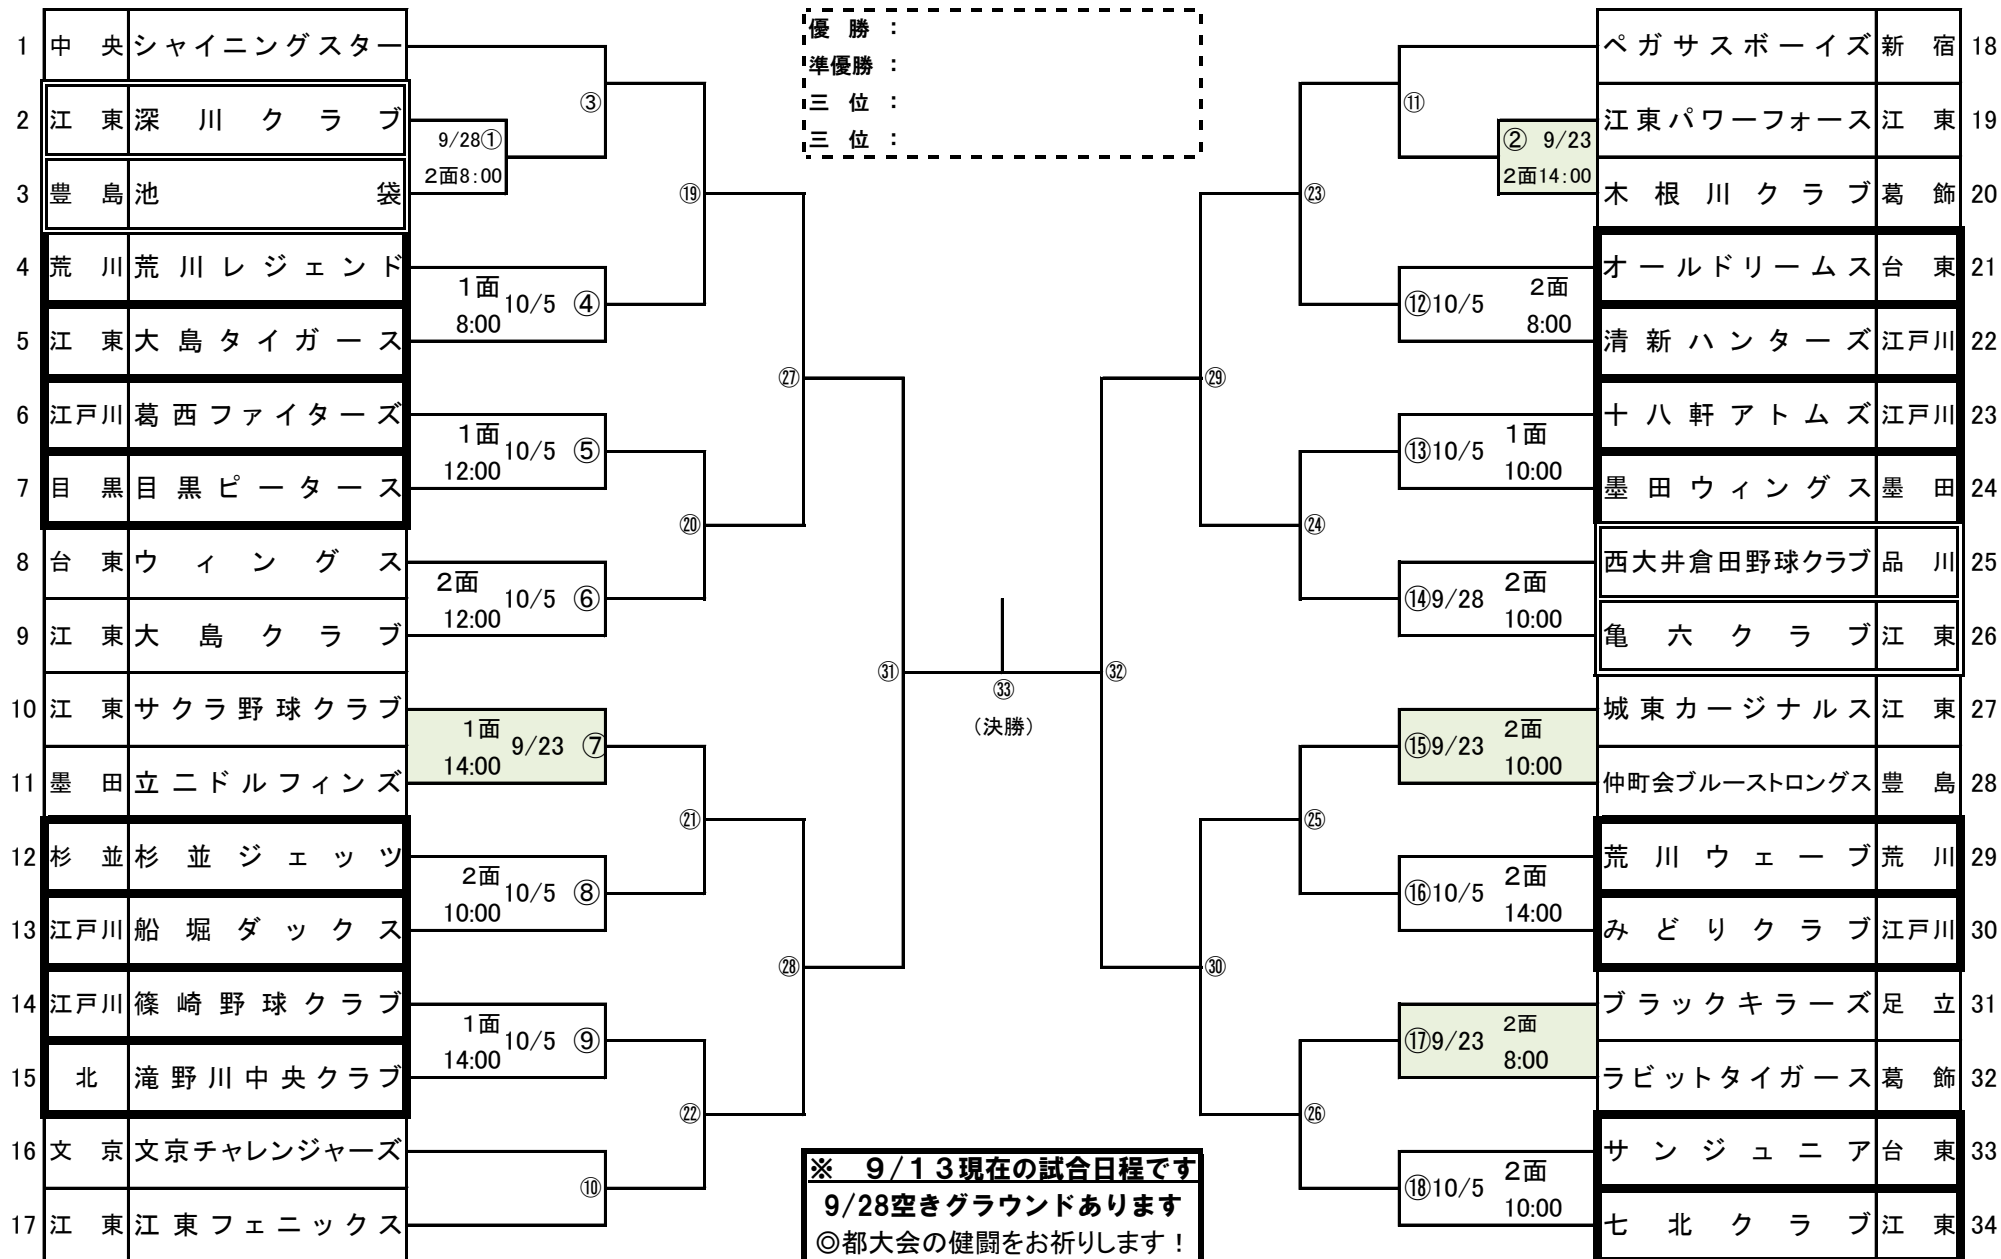 優勝：
準優勝：
三位：
三位：
1 中央 シャイニングスター
2 江東 深川クラブ
3 豊島 池袋
4 荒川 荒川レジェンド
5 江東 大島タイガース
6 江戸川 葛西ファイターズ
7 目黒 目黒ピータース
8 台東 ウィングス
9 江東 大島クラブ
10 江東 サクラ野球クラブ
11 墨田 立ニドルフィンズ
12 杉並 杉並ジェッツ
13 江戸川 船堀ダックス
14 江戸川 篠崎野球クラブ
15 北 滝野川中央クラブ
16 文京 文京チャレンジャーズ
17 江東 江東フェニックス
9/28①
2面8:00
③
1面
10/5 ④
8:00
1面
10/5 ⑤
12:00
2面
10/5 ⑥
12:00
1面
9/23 ⑦
14:00
2面
10/5 ⑧
10:00
1面
10/5 ⑨
14:00
⑩
⑲
⑳
㉑
㉒
㉗
㉘
㉛
㉝
（決勝）
㉜
㉙
㉚
㉓
㉔
㉕
㉖
⑪
② 9/23
2面14:00
2面
⑫10/5
8:00
1面
⑬10/5
10:00
2面
⑭9/28
10:00
2面
⑮9/23
10:00
2面
⑯10/5
14:00
2面
⑰9/23
8:00
2面
⑱10/5
10:00
ペガサスボーイズ 新宿 18
江東パワーフォース 江東 19
木根川クラブ 葛飾 20
オールドリームス 台東 21
清新ハンターズ 江戸川 22
十八軒アトムズ 江戸川 23
墨田ウィングス 墨田 24
西大井倉田野球クラブ 品川 25
亀六クラブ 江東 26
城東カージナルス 江東 27
仲町会ブルーストロングス 豊島 28
荒川ウェーブ 荒川 29
みどりクラブ 江戸川 30
ブラックキラーズ 足立 31
ラビットタイガース 葛飾 32
サンジュニア 台東 33
七北クラブ 江東 34
※　９/１３現在の試合日程です
9/28空きグラウンドあります
◎都大会の健闘をお祈りします！